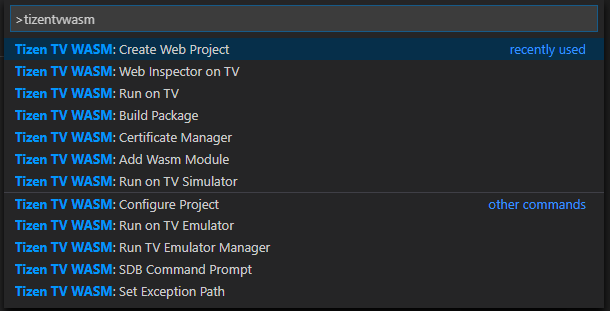 >tizentvwasm
Tizen TV WASM: Create Web Project recently used
Tizen TV WASM: Web Inspector on TV
Tizen TV WASM: Run on TV
Tizen TV WASM: Build Package
Tizen TV WASM: Certificate Manager
Tizen TV WASM: Add Wasm Module
Tizen TV WASM: Run on TV Simulator
Tizen TV WASM: Configure Project other commands
Tizen TV WASM: Run on TV Emulator
Tizen TV WASM: Run TV Emulator Manager
Tizen TV WASM: SDB Command Prompt
Tizen TV WASM: Set Exception Path